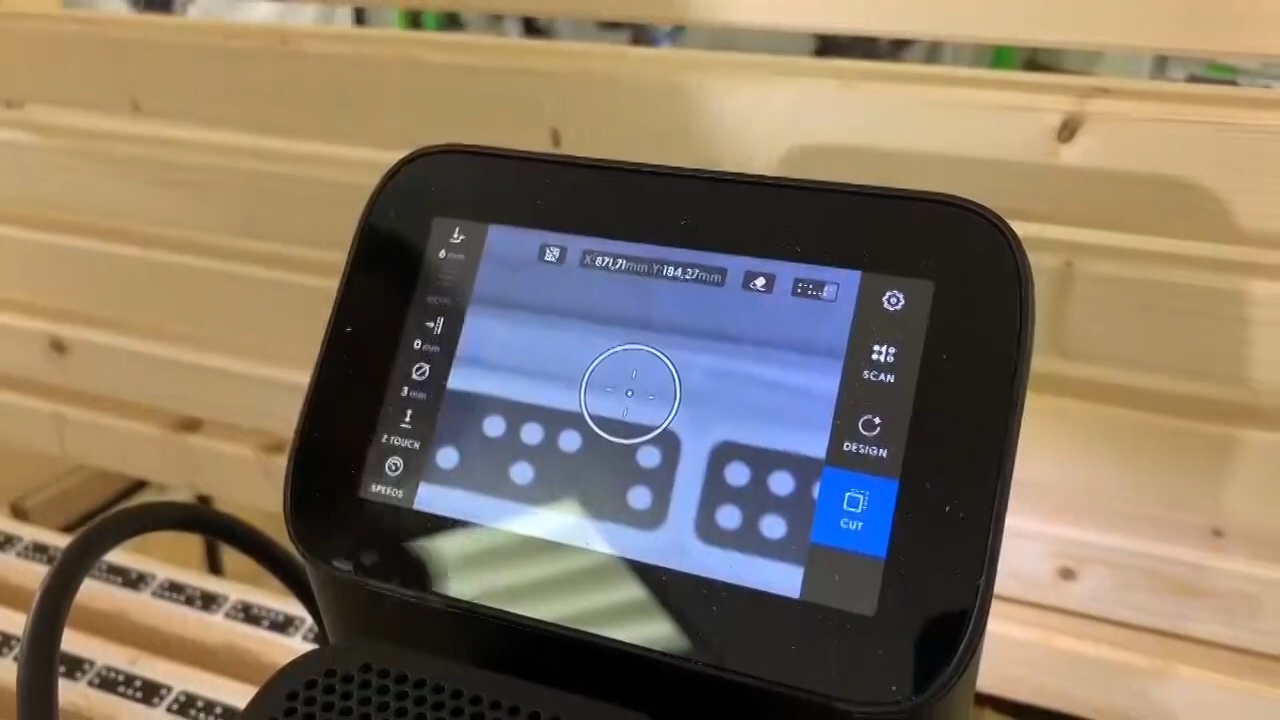 6 mm
X:871,71mm Y:184,27mm
0 mm
3 mm
Z TOUCH
SPEEDS
SCAN
DESIGN
CUT